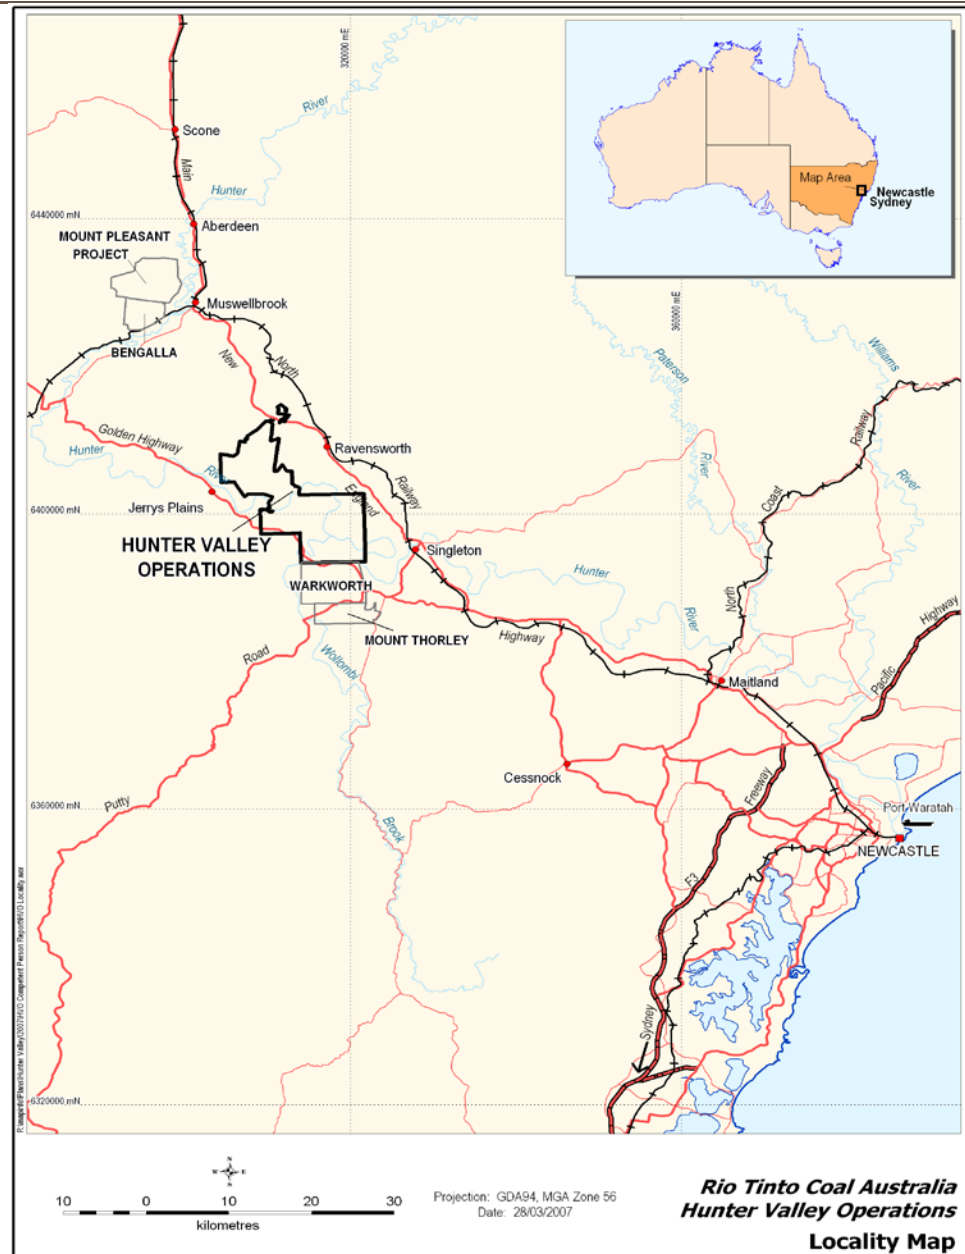 320000 mE
River
Scone
Main
Hunter
Map Area
Newcastle
Sydney
6440000 mN
Aberdeen
MOUNT PLEASANT
PROJECT
360000 mE
Muswellbrook
BENGALLA
New
North
Paterson
Williams
Golden Highway
Ravensworth
Railway
Hunter
River
River
River
Jerrys Plains
England
Railway
Coast
6400000 mN
HUNTER VALLEY
OPERATIONS
Singleton
WARKWORTH
Hunter
North
River
Highway
MOUNT THORLEY
Highway
Road
Wollombi
Maitland
Pacific
Cessnock
Freeway
Putty
6360000 mN
Port Waratah
Brook
NEWCASTLE
F3
Sydney
6320000 mN
N
W E
S
10 0 10 20 30
kilometres
Projection: GDA94, MGA Zone 56
Date: 28/03/2007
Rio Tinto Coal Australia
Hunter Valley Operations
Locality Map